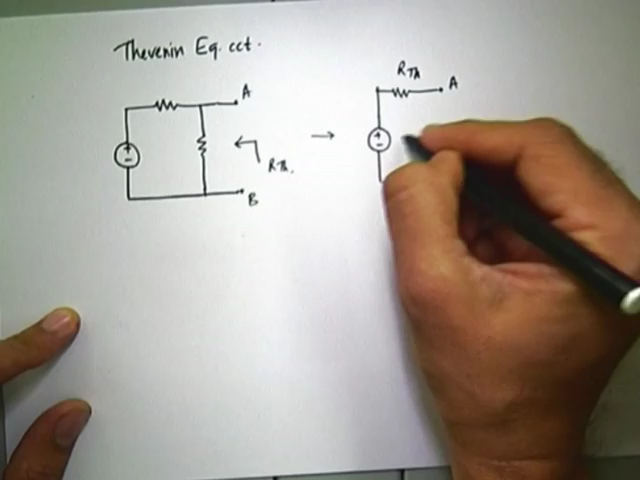 Thevenin Eq. cct.
A
RTh.
B
RTh
A